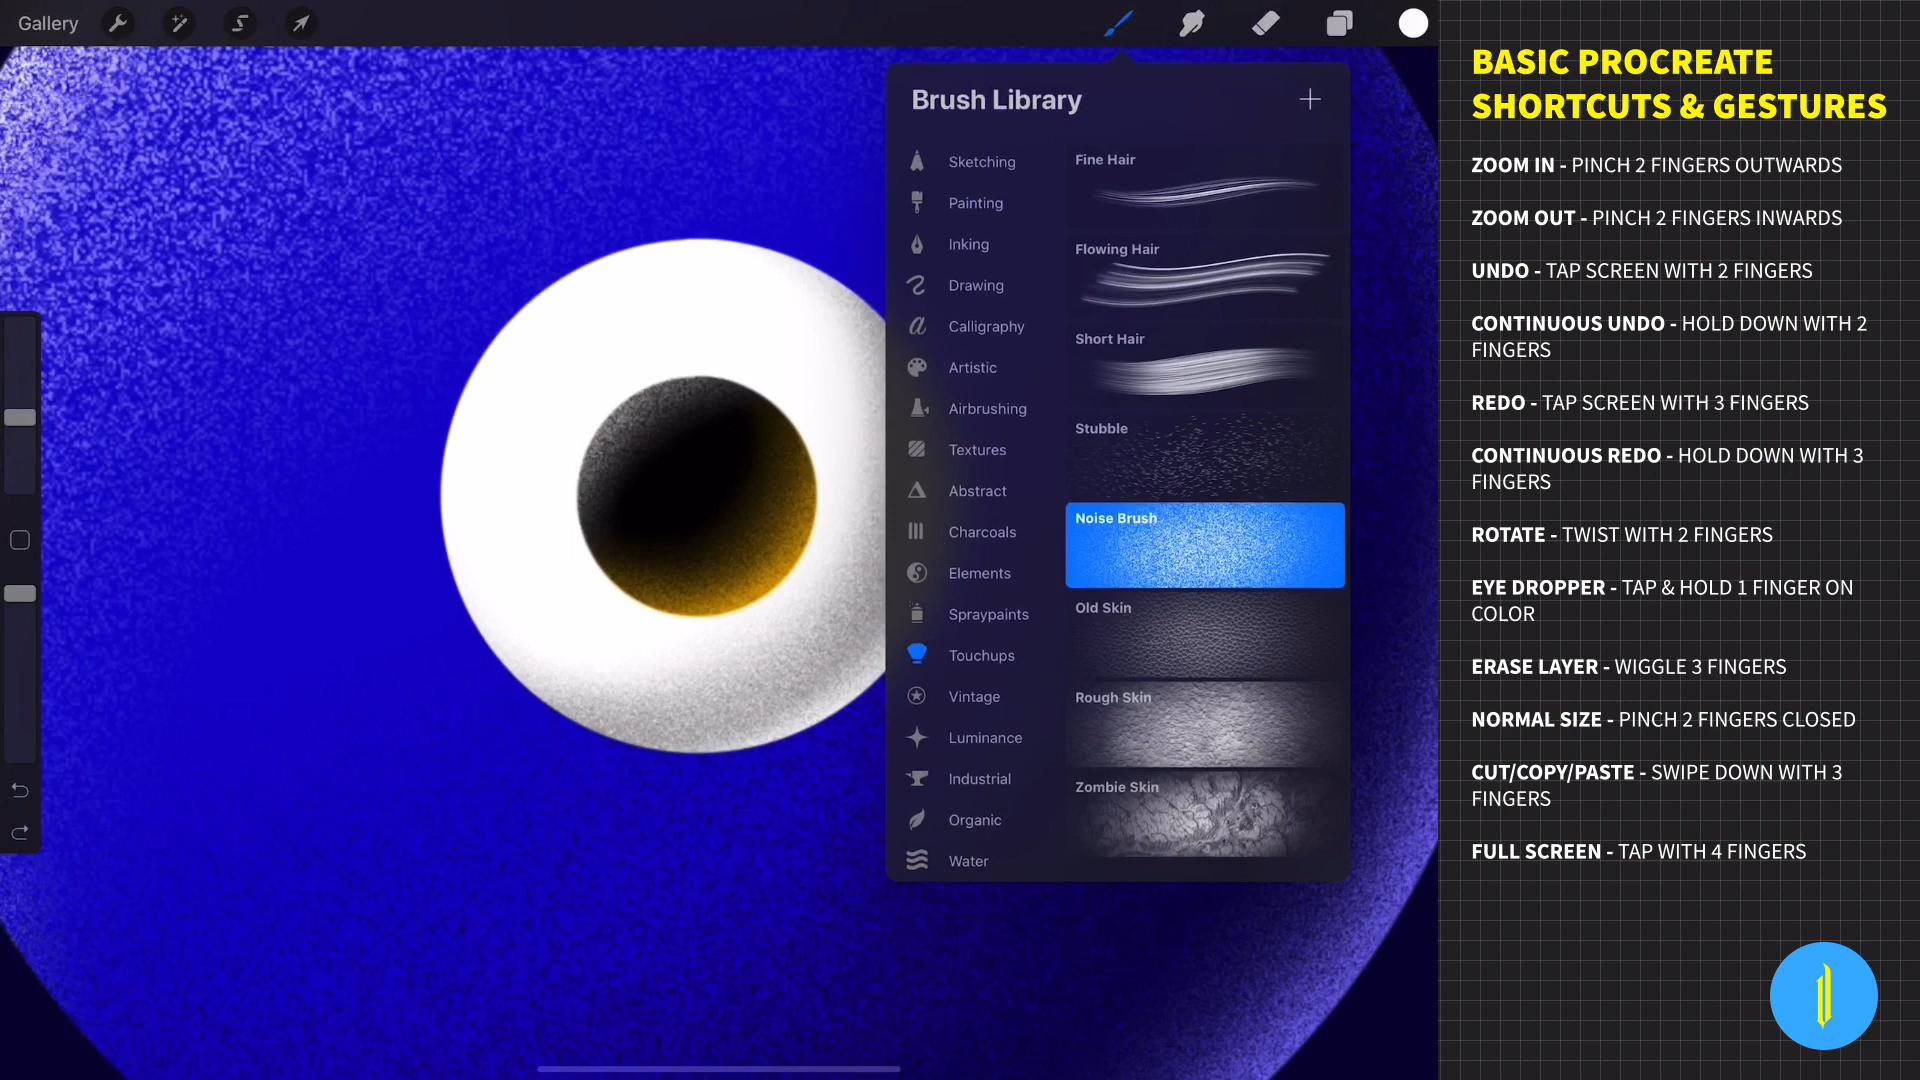 Gallery
Brush Library
Sketching
Painting
Inking
Drawing
Calligraphy
Artistic
Airbrushing
Textures
Abstract
Charcoals
Elements
Spraypaints
Touchups
Vintage
Luminance
Industrial
Organic
Water
Fine Hair
Flowing Hair
Short Hair
Stubble
Noise Brush
Old Skin
Rough Skin
Zombie Skin
BASIC PROCREATE
SHORTCUTS & GESTURES
ZOOM IN - PINCH 2 FINGERS OUTWARDS
ZOOM OUT - PINCH 2 FINGERS INWARDS
UNDO - TAP SCREEN WITH 2 FINGERS
CONTINUOUS UNDO - HOLD DOWN WITH 2
FINGERS
REDO - TAP SCREEN WITH 3 FINGERS
CONTINUOUS REDO - HOLD DOWN WITH 3
FINGERS
ROTATE - TWIST WITH 2 FINGERS
EYE DROPPER - TAP & HOLD 1 FINGER ON
COLOR
ERASE LAYER - WIGGLE 3 FINGERS
NORMAL SIZE - PINCH 2 FINGERS CLOSED
CUT/COPY/PASTE - SWIPE DOWN WITH 3
FINGERS
FULL SCREEN - TAP WITH 4 FINGERS